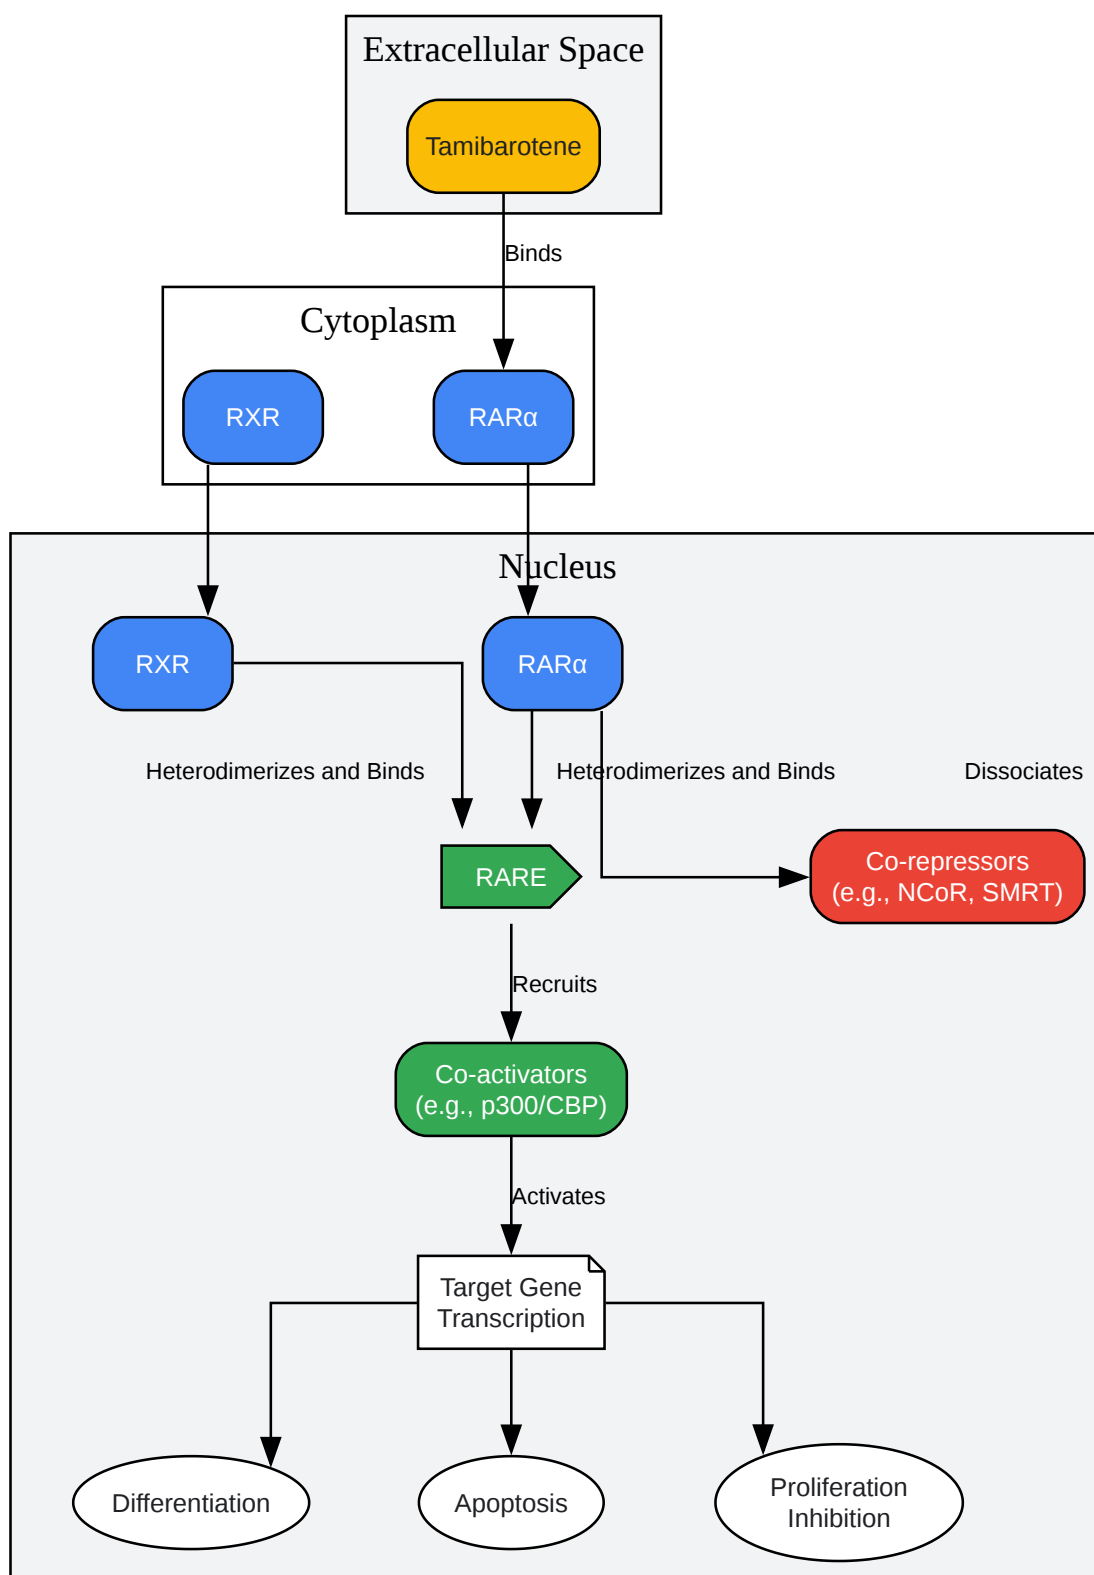 Extracellular Space
Tamibarotene
Binds
Cytoplasm
RXR
RARα
Nucleus
RXR
RARα
Heterodimerizes and Binds
Heterodimerizes and Binds
Dissociates
RARE
Co-repressors
(e.g., NCoR, SMRT)
Recruits
Co-activators
(e.g., p300/CBP)
Activates
Target Gene
Transcription
Differentiation
Apoptosis
Proliferation
Inhibition